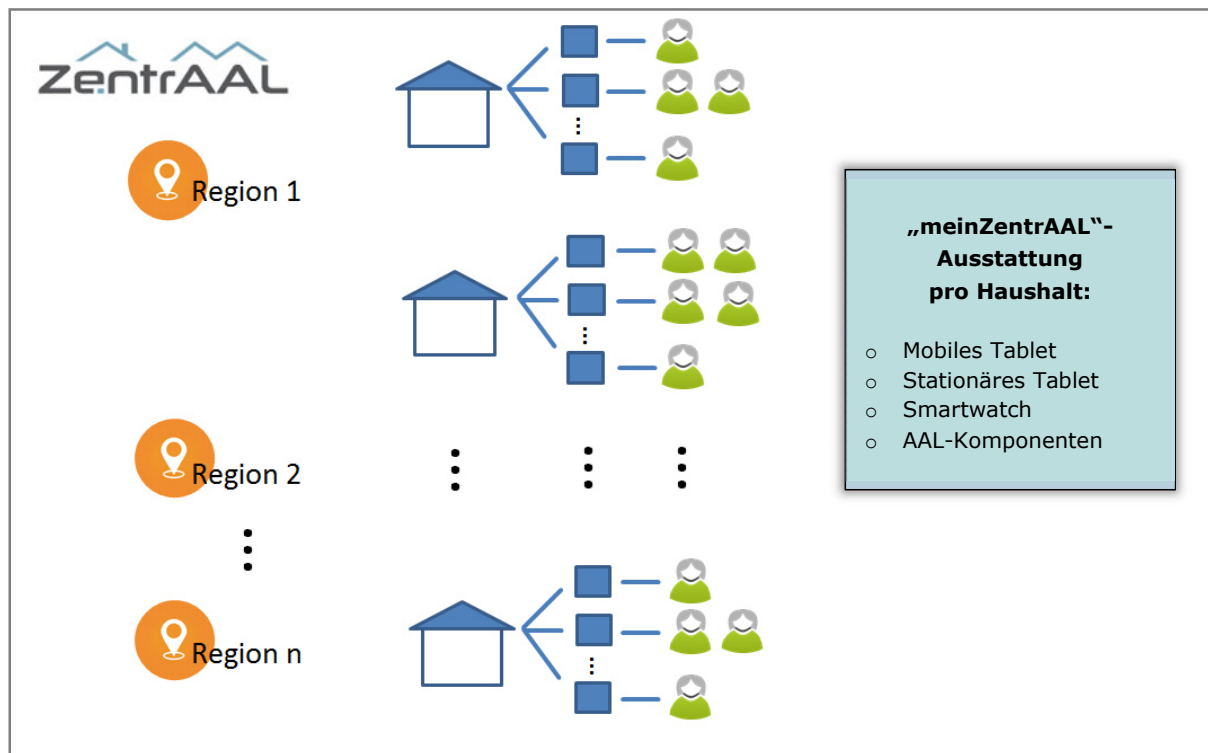 ZentrAAL
Region 1
Region 2
Region n
„meinZentrAAL“-
Ausstattung
pro Haushalt:
o Mobiles Tablet
o Stationäres Tablet
o Smartwatch
o AAL-Komponenten